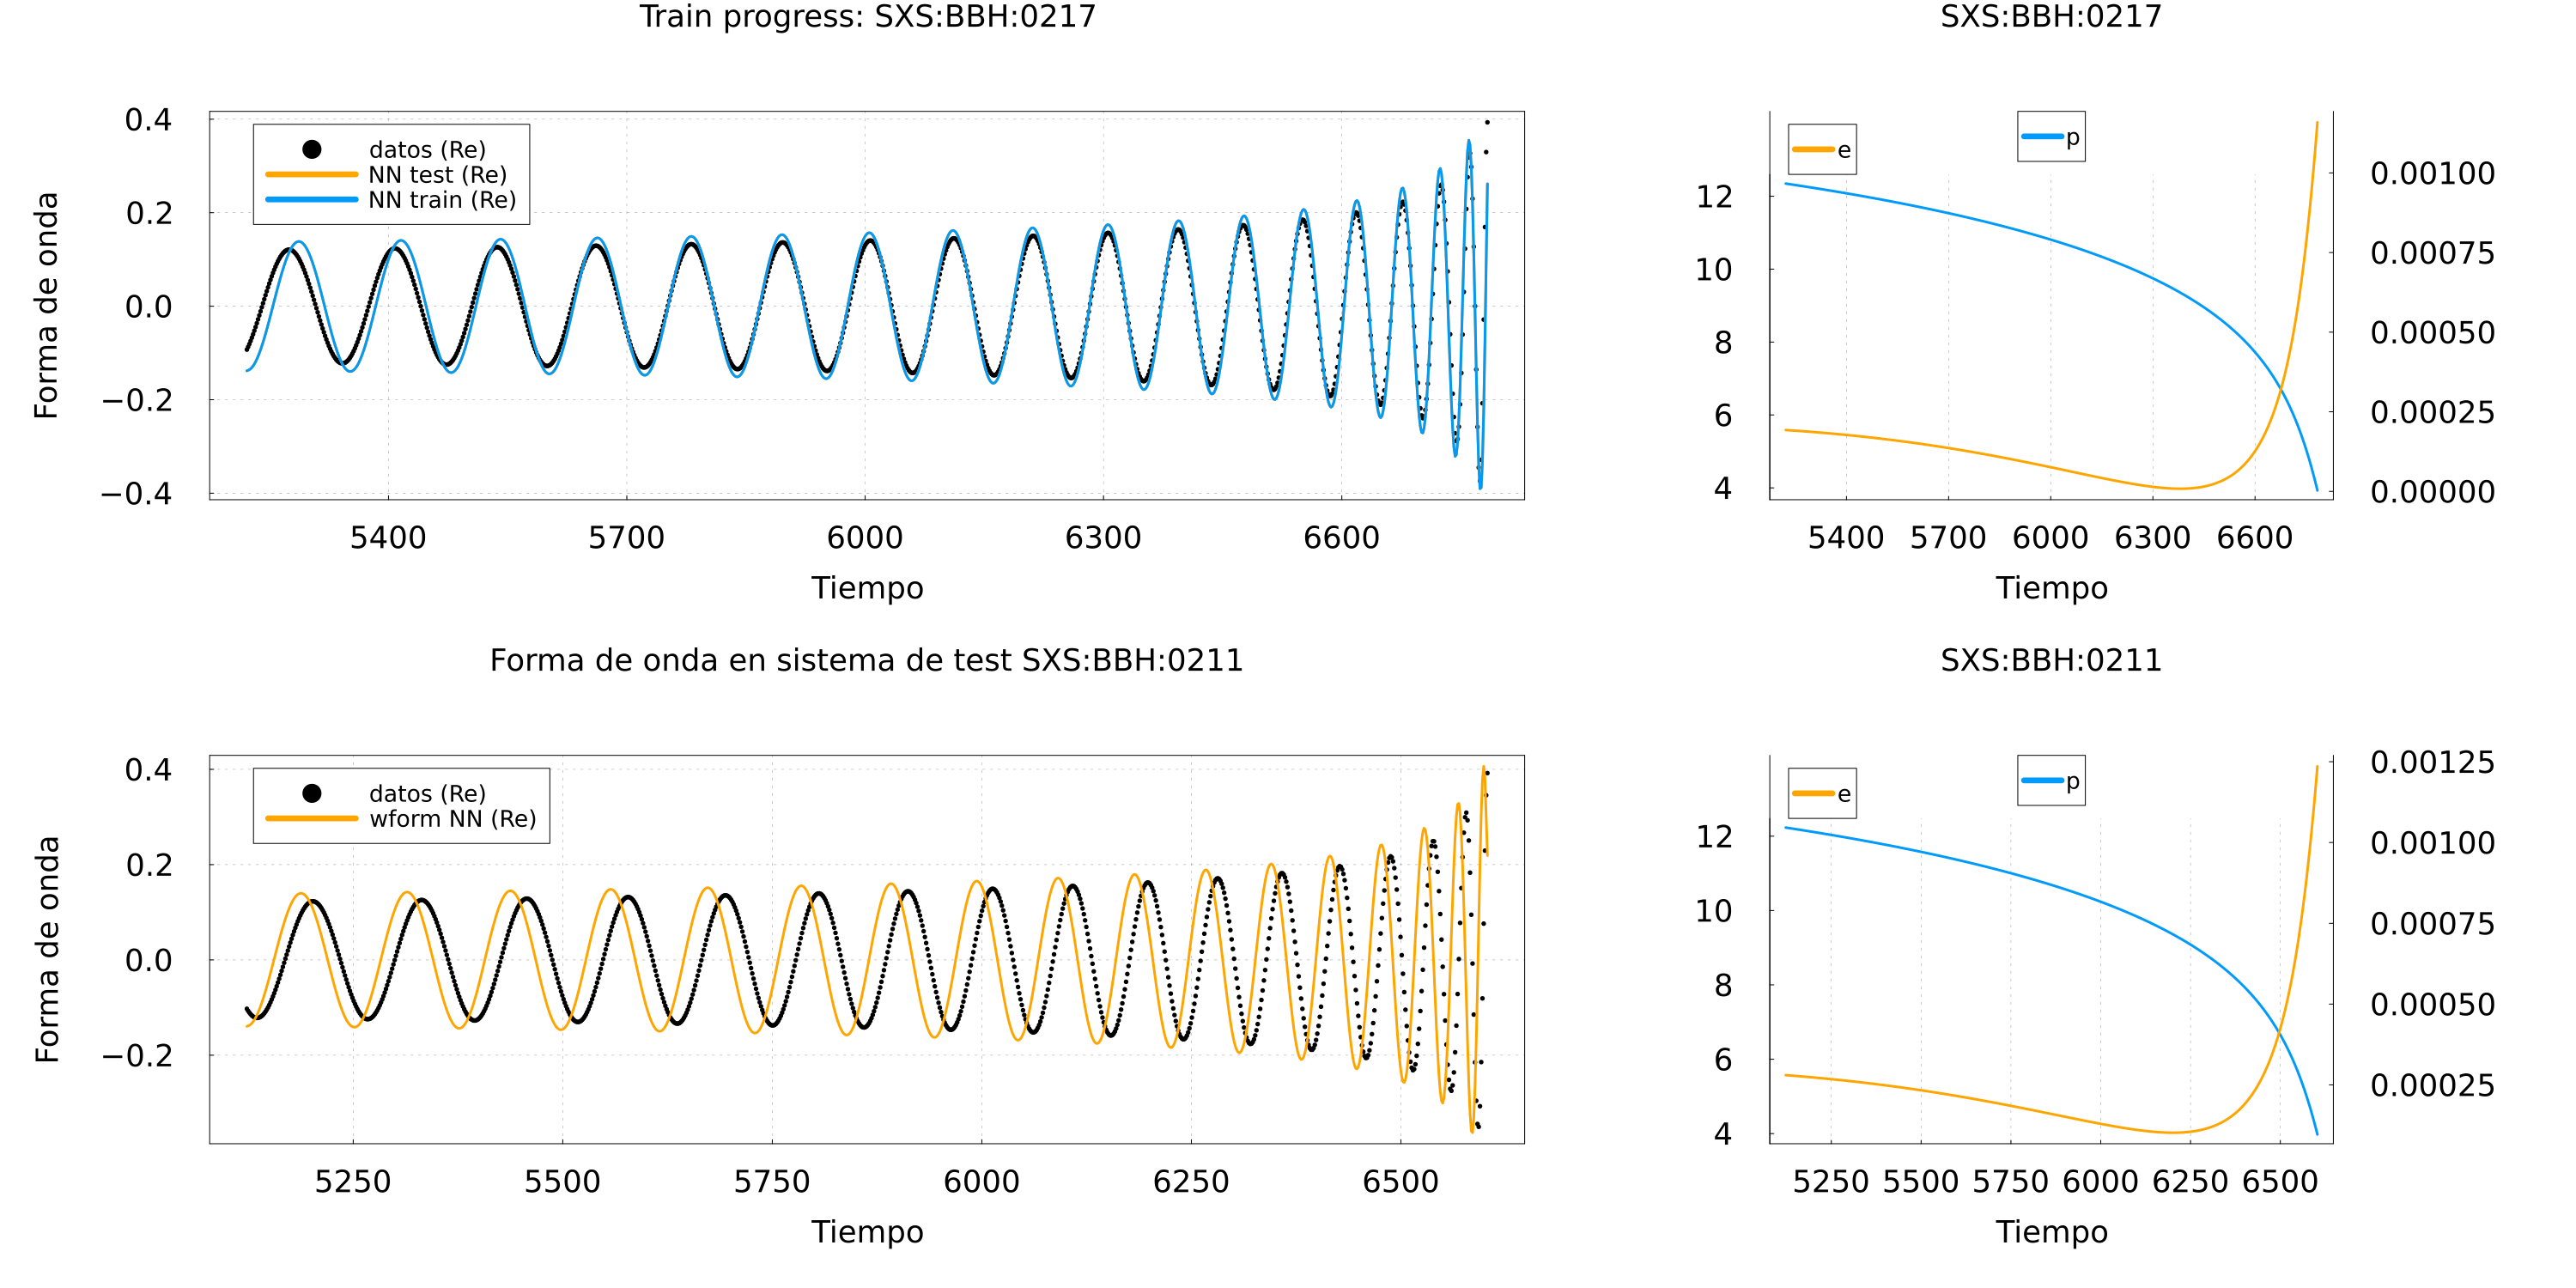 Train progress: SXS:BBH:0217
Forma de onda
0.4
0.2
0.0
−0.2
−0.4
datos (Re)
NN test (Re)
NN train (Re)
5400 5700 6000 6300 6600
Tiempo
SXS:BBH:0217
12
10
8
6
4
e
p
0.00100
0.00075
0.00050
0.00025
0.00000
5400 5700 6000 6300 6600
Tiempo
Forma de onda en sistema de test SXS:BBH:0211
Forma de onda
0.4
0.2
0.0
−0.2
datos (Re)
wform NN (Re)
5250 5500 5750 6000 6250 6500
Tiempo
SXS:BBH:0211
12
10
8
6
4
e
p
0.00125
0.00100
0.00075
0.00050
0.00025
5250 5500 5750 6000 6250 6500
Tiempo